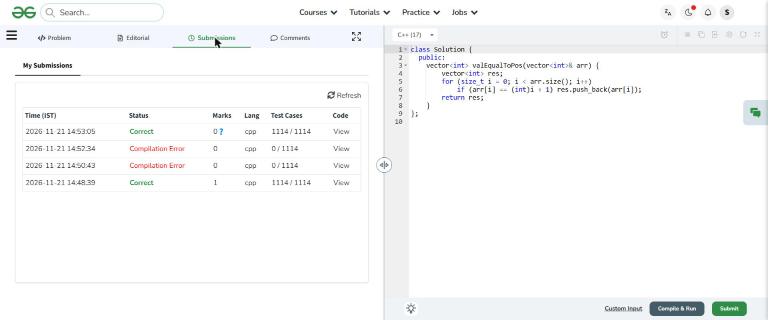 Search...
Courses Tutorials Practice Jobs
S
</> Problem Editorial Submissions Comments
My Submissions
Refresh
Time (IST) Status Marks Lang Test Cases Code
2026-11-21 14:53:05 Correct 0 ? cpp 1114 / 1114 View
2026-11-21 14:52:34 Compilation Error 0 cpp 0 / 1114 View
2026-11-21 14:50:43 Compilation Error 0 cpp 0 / 1114 View
2026-11-21 14:48:39 Correct 1 cpp 1114 / 1114 View
C++ (17)
1 class Solution {
2 public:
3 vector<int> valEqualToPos(vector<int>& arr) {
4 vector<int> res;
5 for (size_t i = 0; i < arr.size(); i++)
6 if (arr[i] == (int)i + 1) res.push_back(arr[i]);
7 return res;
8 }
9 };
10
Custom Input Compile & Run Submit